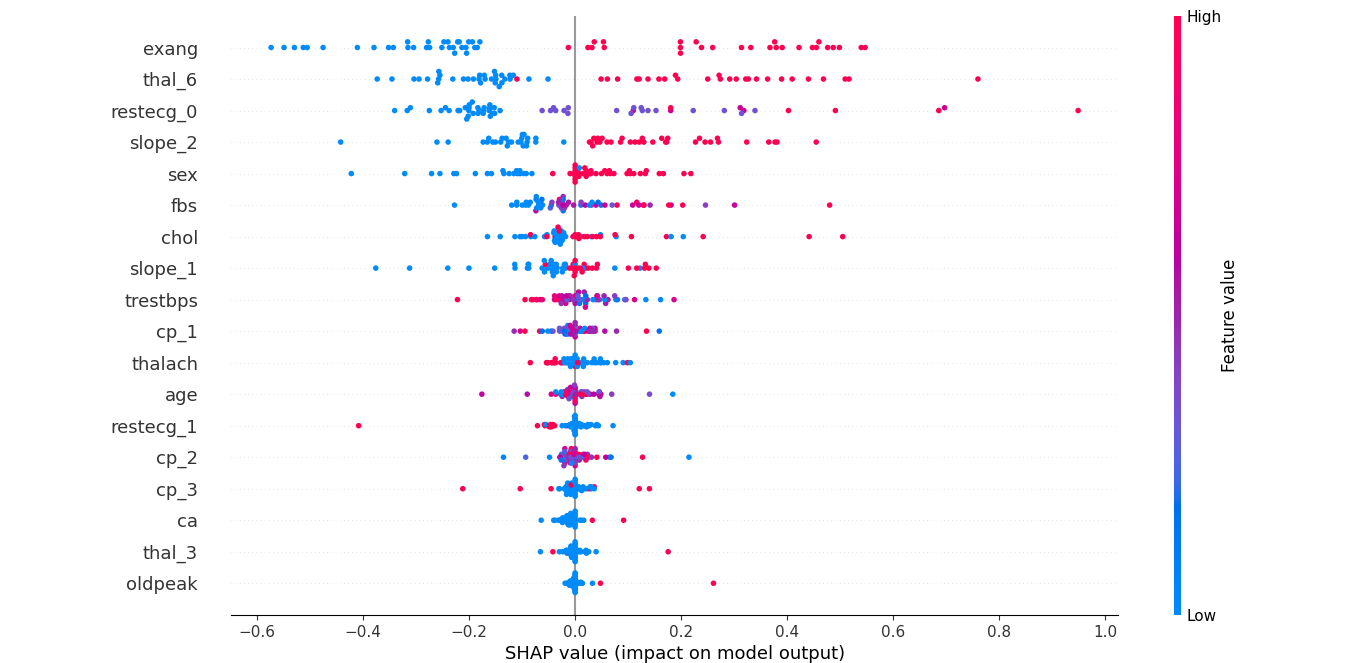 High
exang
thal_6
restecg_0
slope_2
sex
fbs
chol
slope_1
trestbps
cp_1
thalach
age
restecg_1
cp_2
cp_3
ca
thal_3
oldpeak
Feature value
Low
−0.6 −0.4 −0.2 0.0 0.2 0.4 0.6 0.8 1.0
SHAP value (impact on model output)